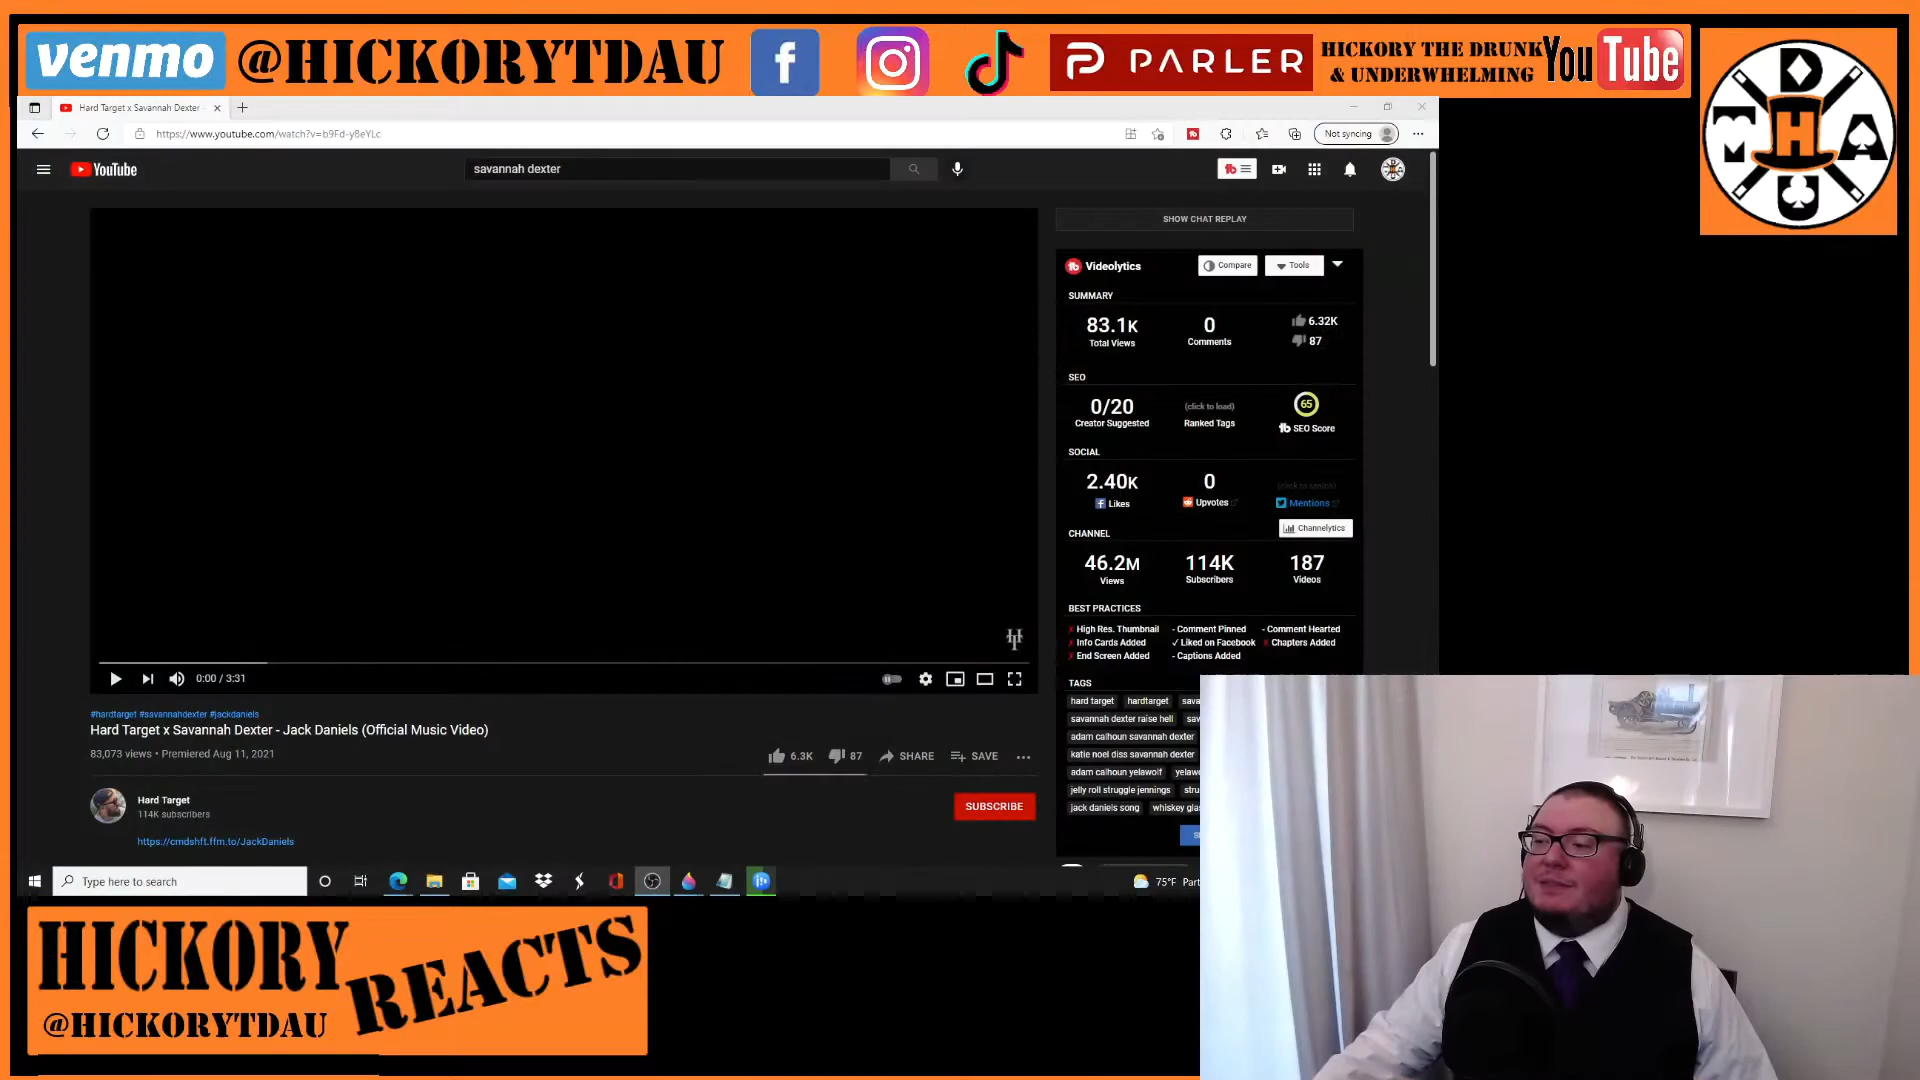 venmo
@HICKORYTDAU
PARLER
HICKORY THE DRUNK
& UNDERWHELMING
YouTube
D
T M H A
U
Hard Target x Savannah Dexter -
https://www.youtube.com/watch?v=b9Fd-y8eYLc
Not syncing
YouTube
savannah dexter
SHOW CHAT REPLAY
Videolytics
Compare
Tools
SUMMARY
83.1K
Total Views
0
Comments
6.32K
87
SEO
0/20
Creator Suggested
(click to load)
Ranked Tags
65
SEO Score
SOCIAL
2.40K
Likes
0
Upvotes
Mentions
Channelytics
CHANNEL
46.2M
Views
114K
Subscribers
187
Videos
BEST PRACTICES
x High Res. Thumbnail
- Comment Pinned
- Comment Hearted
x Info Cards Added
✓ Liked on Facebook
x Chapters Added
x End Screen Added
- Captions Added
TAGS
hard target
hardtarget
sava
savannah dexter raise hell
sav
adam calhoun savannah dexter
katie noel diss savannah dexter
adam calhoun yelawolf
yelaw
jelly roll struggle jennings
stru
jack daniels song
whiskey gla
0:00 / 3:31
#hardtarget #savannahdexter #jackdaniels
Hard Target x Savannah Dexter - Jack Daniels (Official Music Video)
83,073 views • Premiered Aug 11, 2021
6.3K
87
SHARE
SAVE
Hard Target
114K subscribers
SUBSCRIBE
https://cmdshft.ffm.to/JackDaniels
Type here to search
75°F Part
HICKORY
REACTS
@HICKORYTDAU